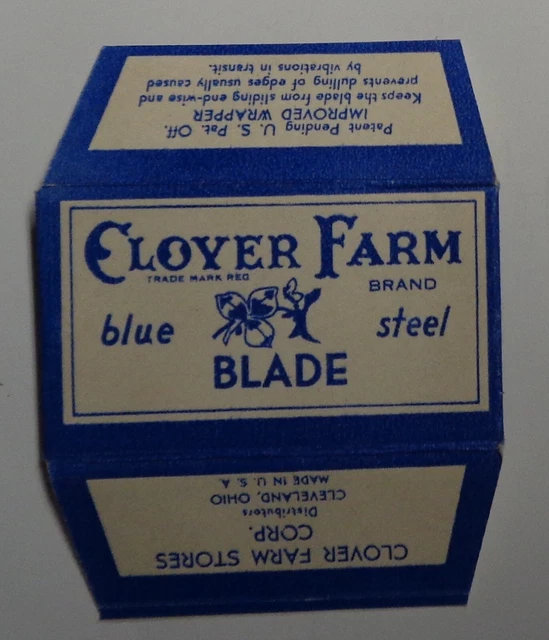 Patent Pending U. S. Pat. Off.
IMPROVED WRAPPER
Keeps the blade from sliding end-wise and
prevents dulling of edges usually caused
by vibrations in transit.
CLOVER FARM
TRADE MARK REG
BRAND
blue steel
BLADE
CLOVER FARM STORES
CORP.
Distributors
CLEVELAND, OHIO
MADE IN U. S. A.